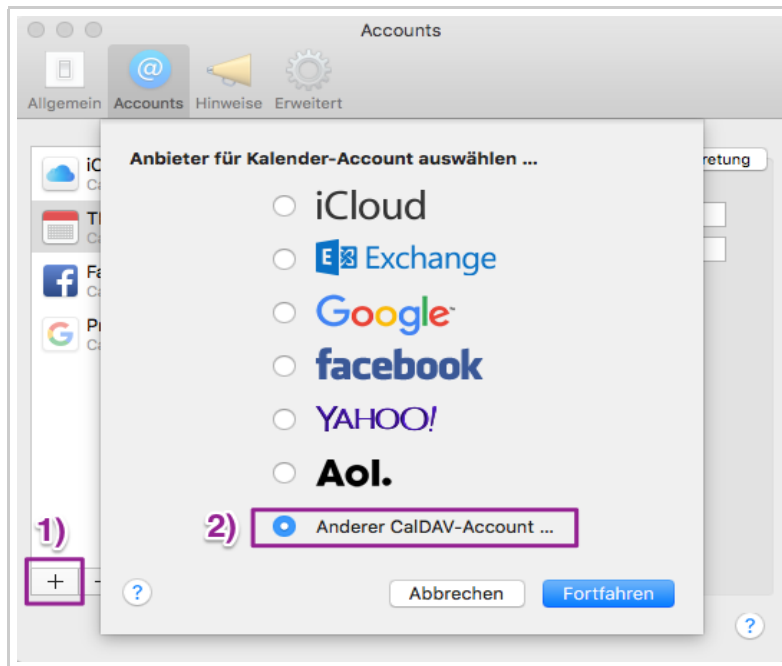 Accounts
Allgemein Accounts Hinweise Erweitert
Anbieter für Kalender-Account auswählen ...
iCloud
Exchange
Google
facebook
YAHOO!
Aol.
1)
2) Anderer CalDAV-Account ...
+
? Abbrechen Fortfahren
?